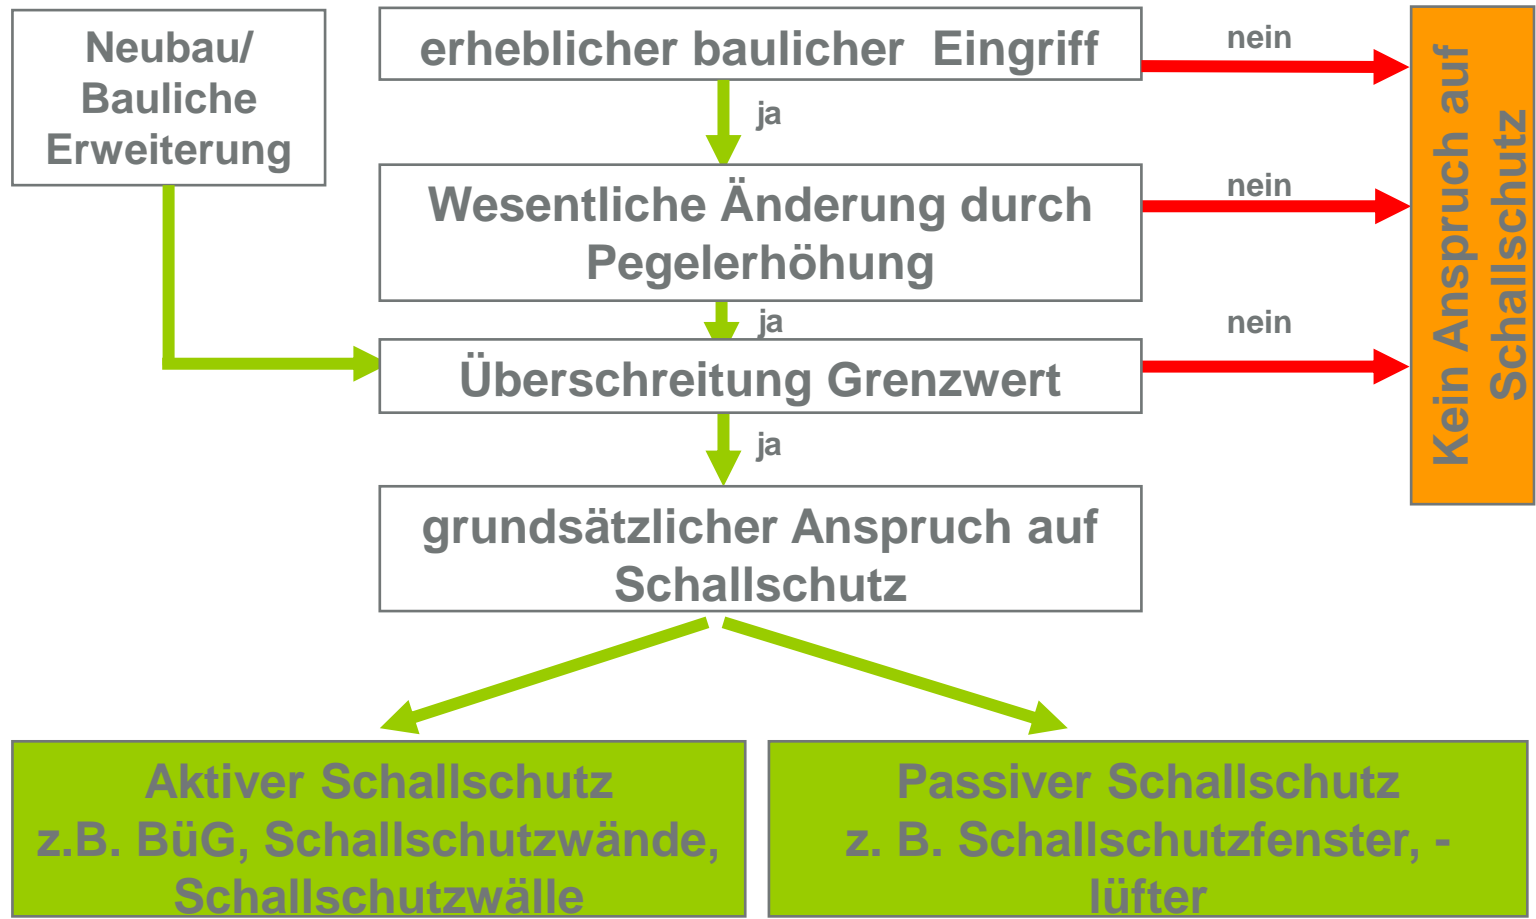 Neubau/
Bauliche
Erweiterung
erheblicher baulicher Eingriff
nein
ja
Wesentliche Änderung durch
Pegelerhöhung
nein
ja
Überschreitung Grenzwert
nein
ja
grundsätzlicher Anspruch auf
Schallschutz
Kein Anspruch auf
Schallschutz
Aktiver Schallschutz
z.B. BüG, Schallschutzwände,
Schallschutzwälle
Passiver Schallschutz
z. B. Schallschutzfenster, -
lüfter